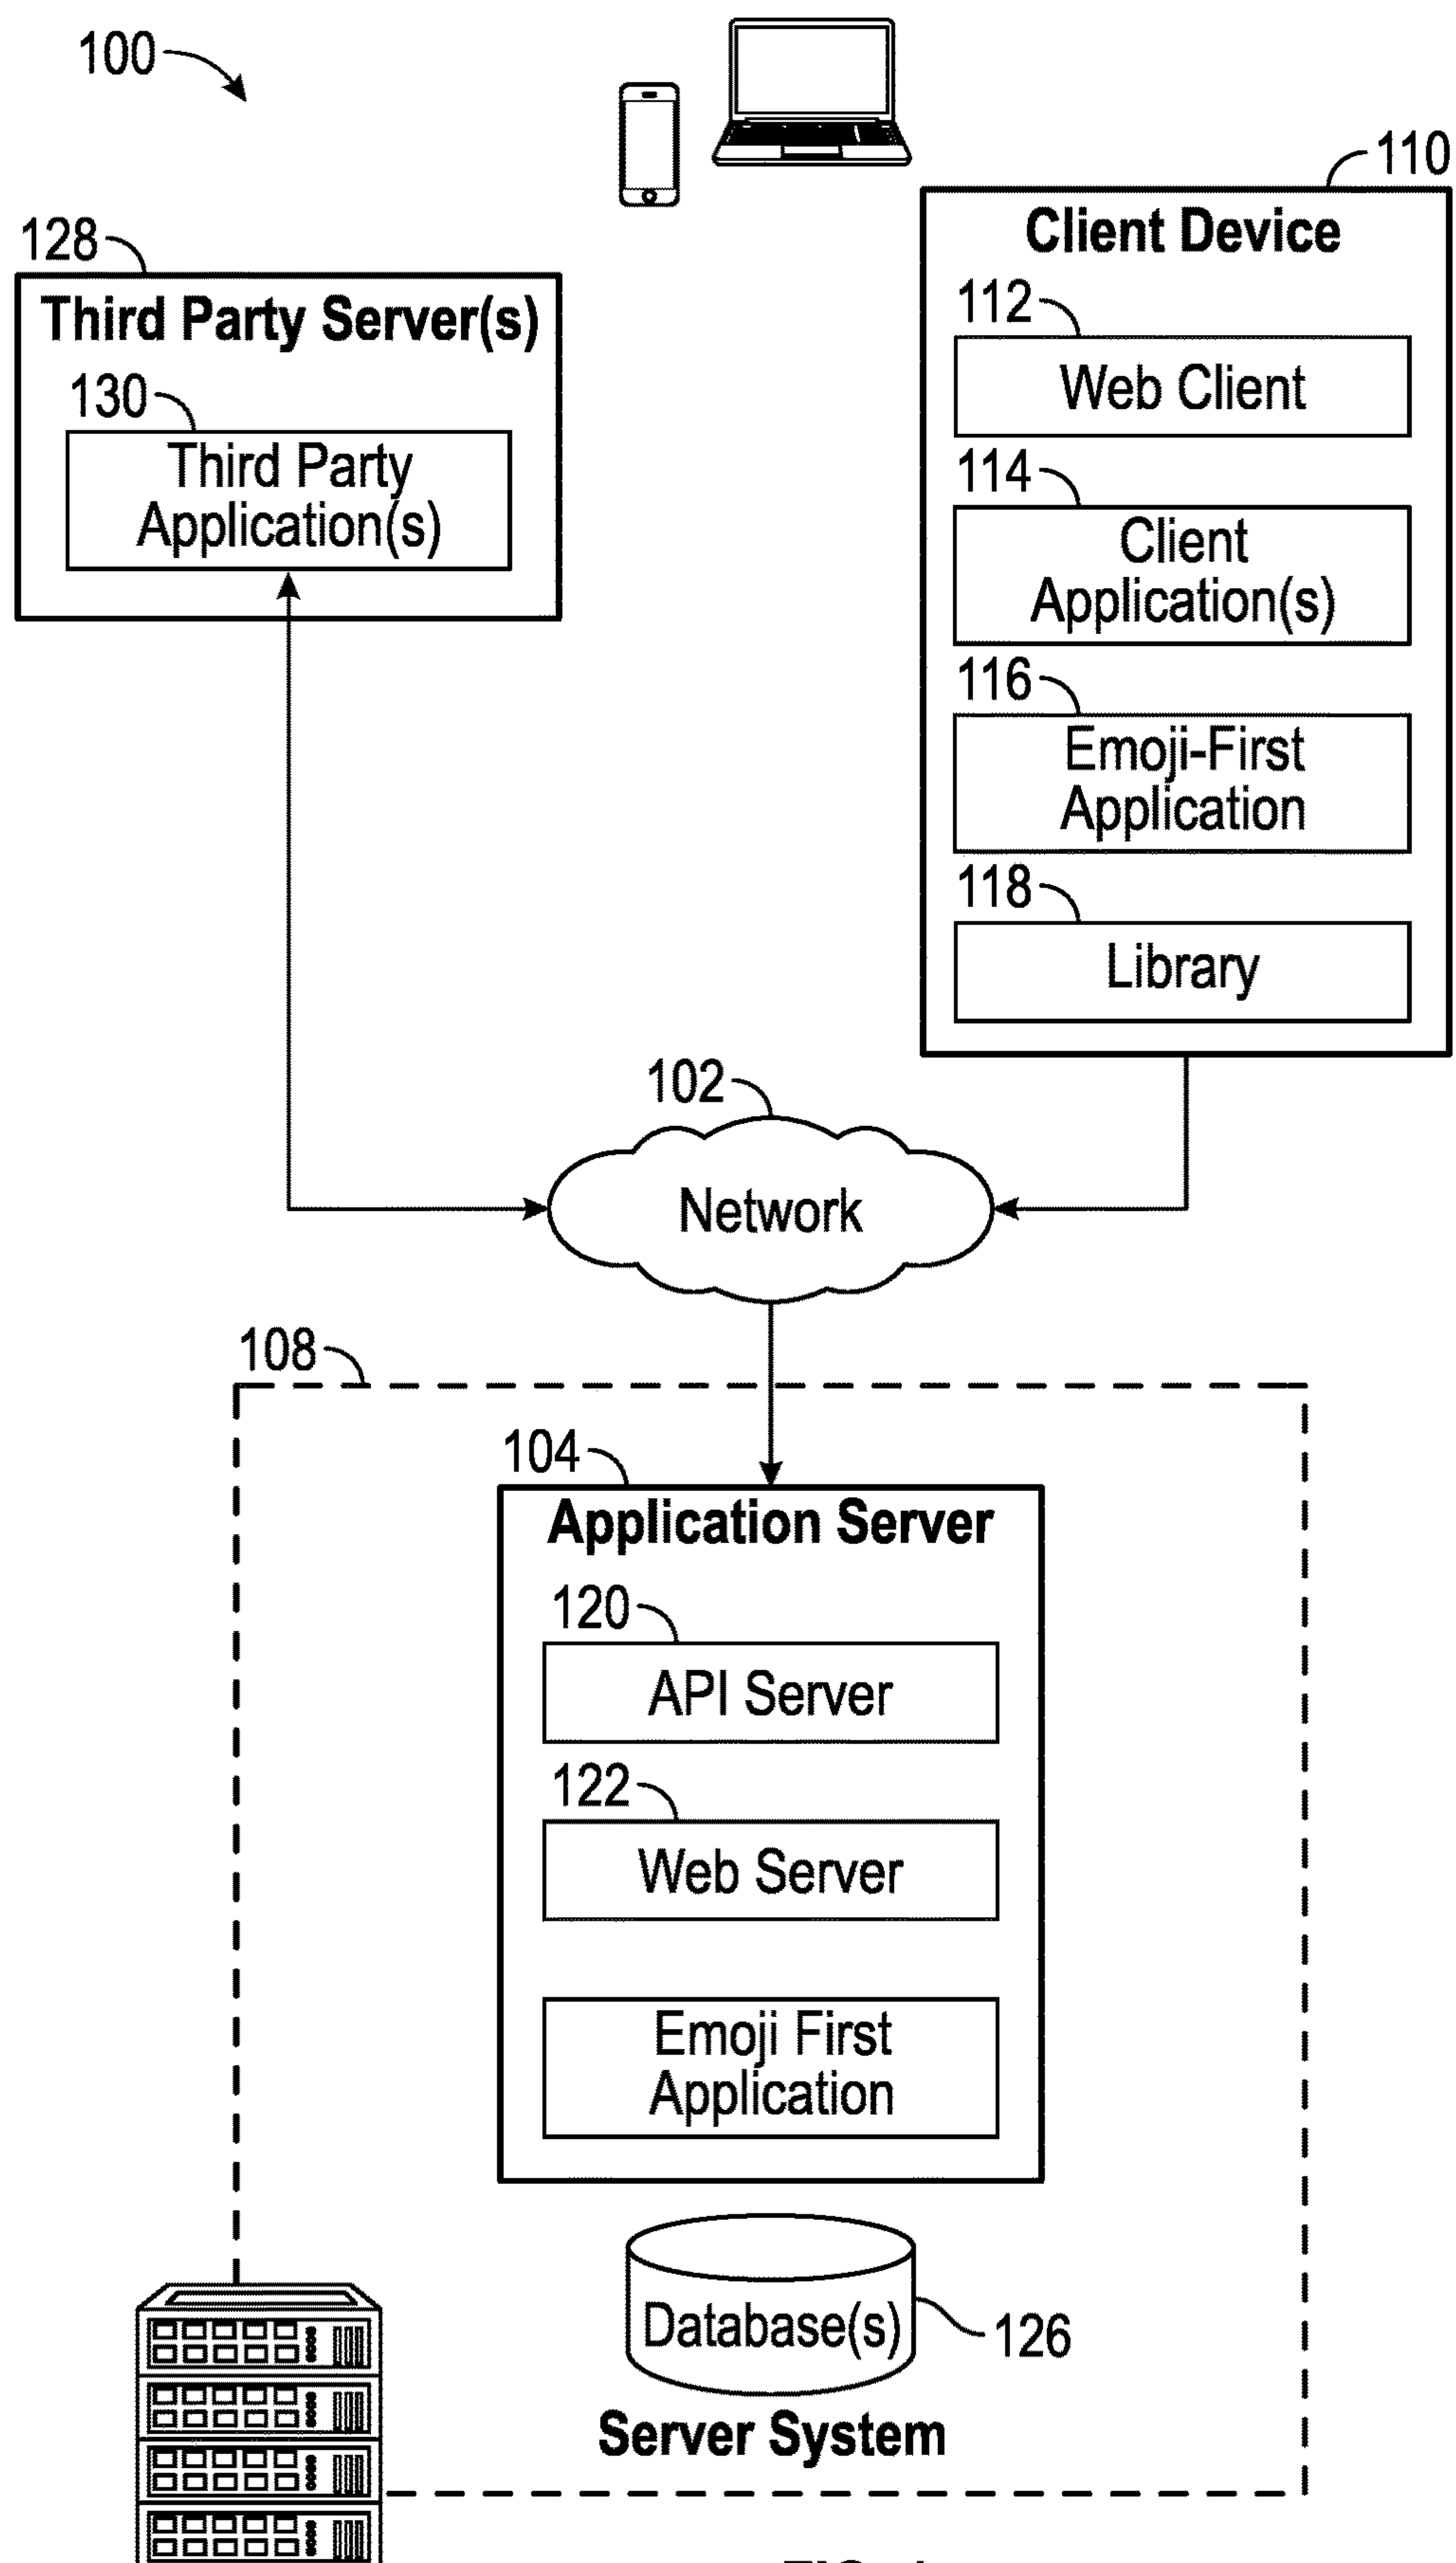 100
110
Client Device
112
Web Client
114
Client
Application(s)
116
Emoji-First
Application
118
Library
128
Third Party Server(s)
130
Third Party
Application(s)
102
Network
108
104
Application Server
120
API Server
122
Web Server
Emoji First
Application
Database(s)
126
Server System